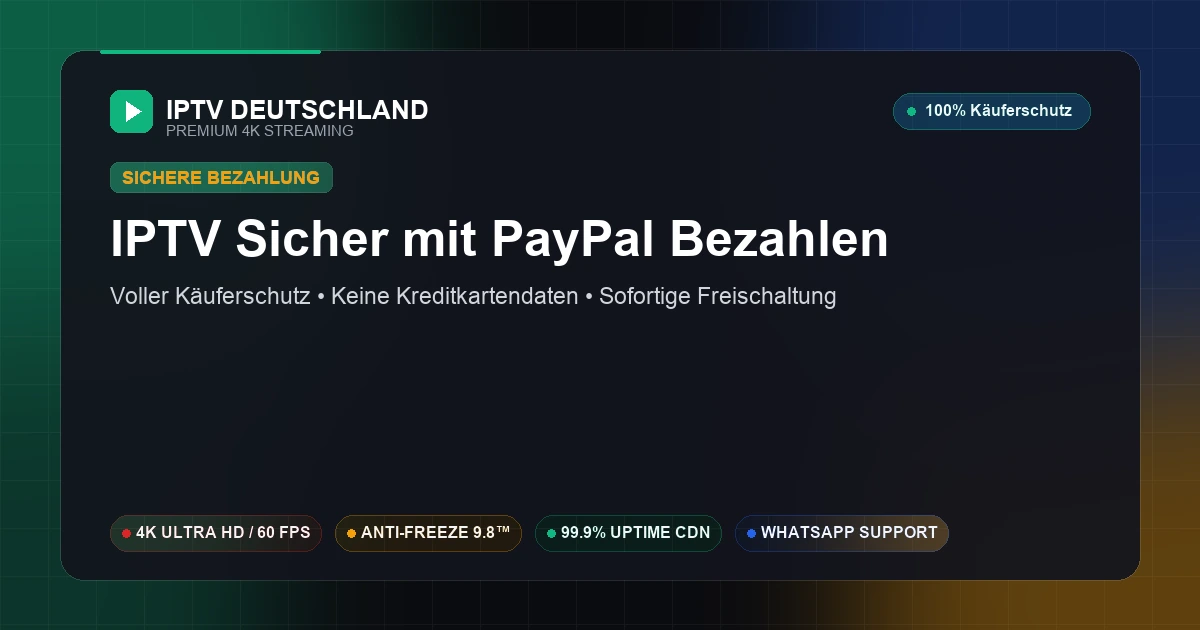 IPTV DEUTSCHLAND
PREMIUM 4K STREAMING
100% Käuferschutz
SICHERE BEZAHLUNG
IPTV Sicher mit PayPal Bezahlen
Voller Käuferschutz • Keine Kreditkartendaten • Sofortige Freischaltung
4K ULTRA HD / 60 FPS
ANTI-FREEZE 9.8™
99.9% UPTIME CDN
WHATSAPP SUPPORT